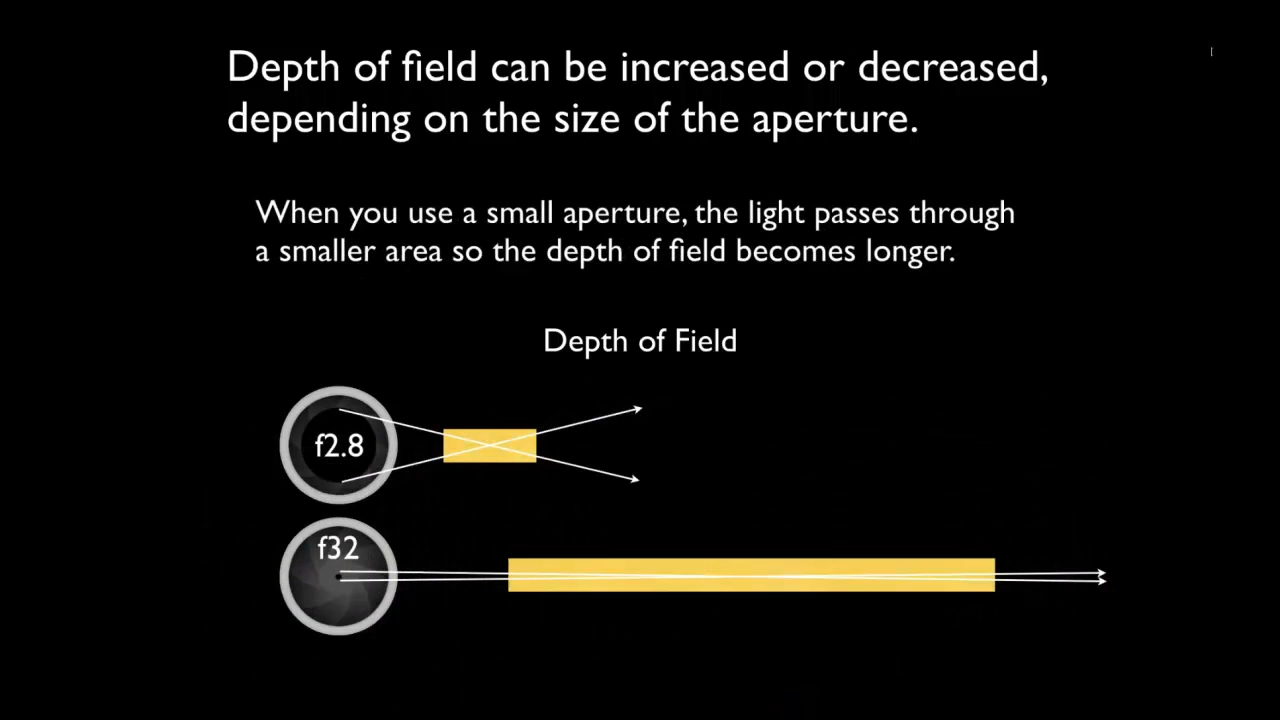 Depth of field can be increased or decreased,
depending on the size of the aperture.
When you use a small aperture, the light passes through
a smaller area so the depth of field becomes longer.
Depth of Field
f2.8
f32